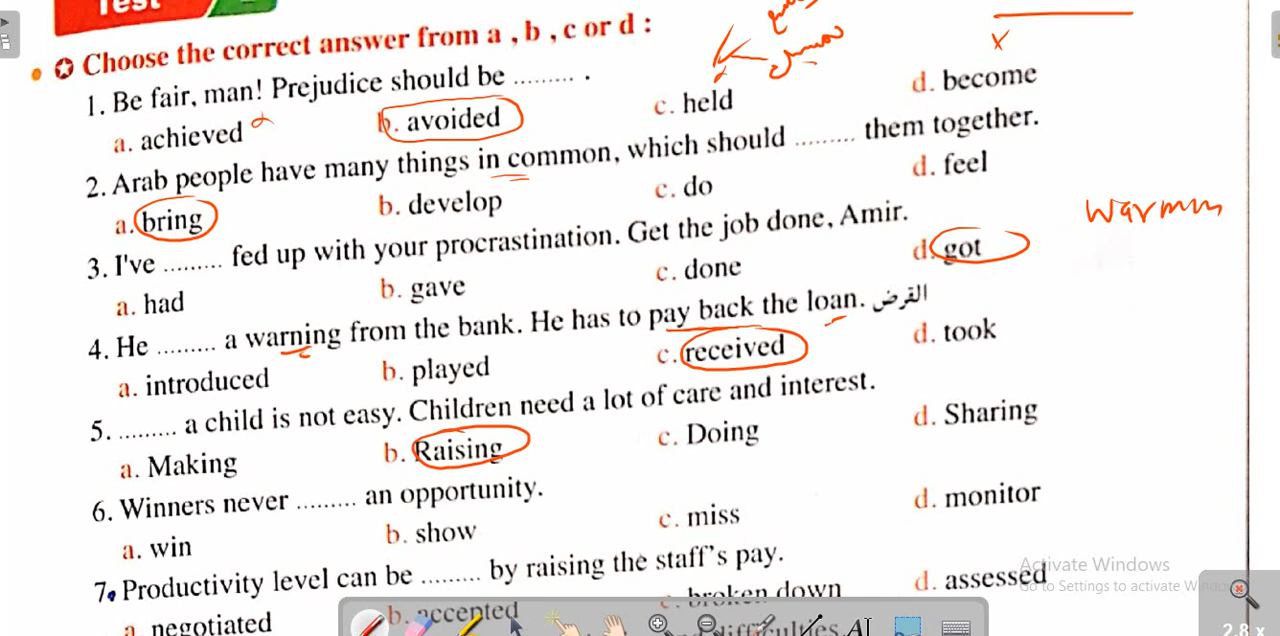 Test
Choose the correct answer from a , b , c or d :
1. Be fair, man! Prejudice should be ......... .
a. achieved b. avoided c. held d. become
2. Arab people have many things in common, which should ......... them together.
a. bring b. develop c. do d. feel
3. I've ......... fed up with your procrastination. Get the job done, Amir.
a. had b. gave c. done d. got
4. He ......... a warning from the bank. He has to pay back the loan. القرض
a. introduced b. played c. received d. took
5. ......... a child is not easy. Children need a lot of care and interest.
a. Making b. Raising c. Doing d. Sharing
6. Winners never ......... an opportunity.
a. win b. show c. miss d. monitor
7. Productivity level can be ......... by raising the staff's pay.
a. negotiated b. accepted c. broken down d. assessed
difficulties
Activate Windows
Go to Settings to activate
2.8 x